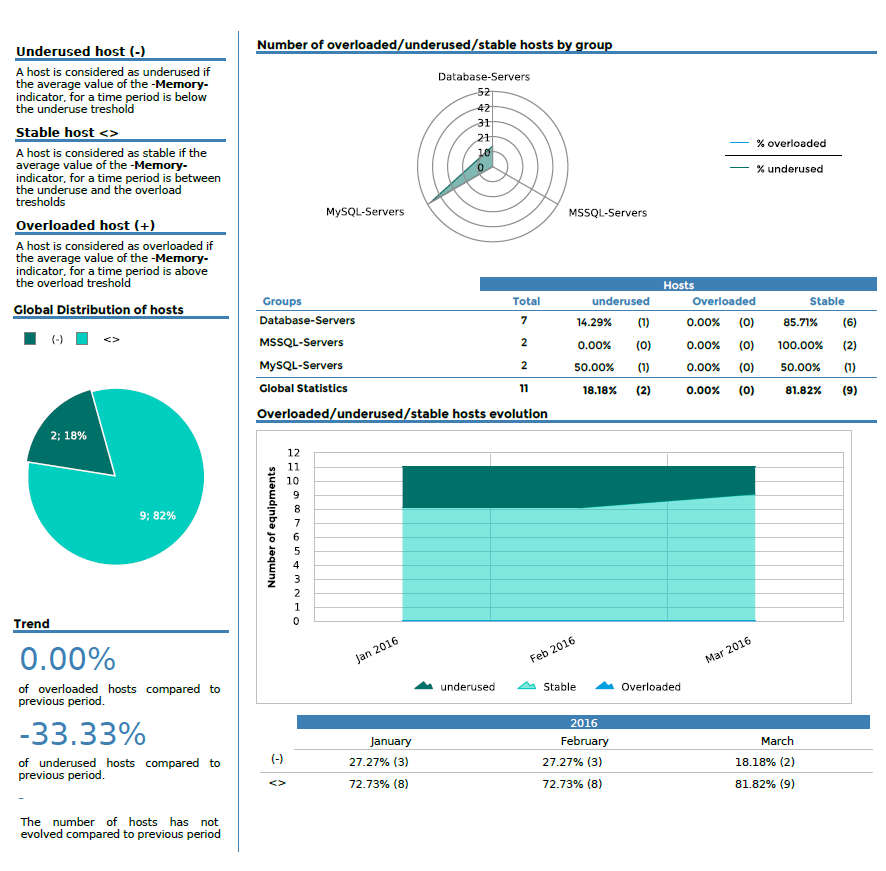 Underused host (-)
A host is considered as underused if
the average value of the -Memory-
indicator, for a time period is below
the underuse treshold
Stable host <>
A host is considered as stable if the
average value of the -Memory-
indicator, for a time period is between
the underuse and the overload
tresholds
Overloaded host (+)
A host is considered as overloaded if
the average value of the -Memory-
indicator, for a time period is above
the overload treshold
Global Distribution of hosts
(-) <>
2; 18%
9; 82%
Trend
0.00%
of overloaded hosts compared to
previous period.
-33.33%
of underused hosts compared to
previous period.
-
The number of hosts has not
evolved compared to previous period
Number of overloaded/underused/stable hosts by group
Database-Servers
52
42
31
21
10
0
MySQL-Servers
MSSQL-Servers
% overloaded
% underused
Hosts
Groups Total underused Overloaded Stable
Database-Servers 7 14.29% (1) 0.00% (0) 85.71% (6)
MSSQL-Servers 2 0.00% (0) 0.00% (0) 100.00% (2)
MySQL-Servers 2 50.00% (1) 0.00% (0) 50.00% (1)
Global Statistics 11 18.18% (2) 0.00% (0) 81.82% (9)
Overloaded/underused/stable hosts evolution
Number of equipments
12
11
10
9
8
7
6
5
4
3
2
1
0
Jan 2016 Feb 2016 Mar 2016
underused Stable Overloaded
2016
January February March
(-) 27.27% (3) 27.27% (3) 18.18% (2)
<> 72.73% (8) 72.73% (8) 81.82% (9)